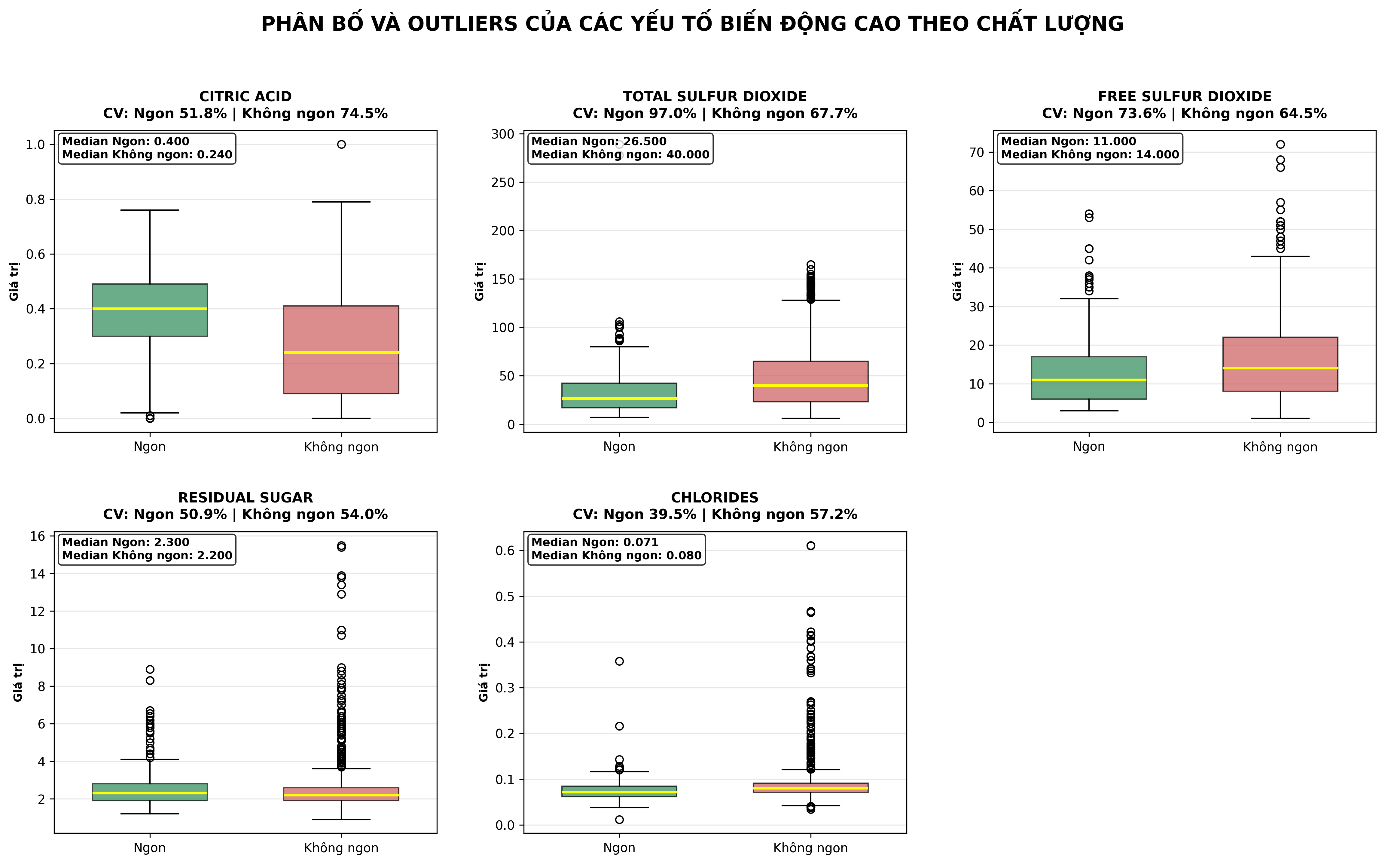 PHÂN BỐ VÀ OUTLIERS CỦA CÁC YẾU TỐ BIẾN ĐỘNG CAO THEO CHẤT LƯỢNG
CITRIC ACID
CV: Ngon 51.8% | Không ngon 74.5%
Median Ngon: 0.400
Median Không ngon: 0.240
Giá trị
1.0
0.8
0.6
0.4
0.2
0.0
Ngon
Không ngon
TOTAL SULFUR DIOXIDE
CV: Ngon 97.0% | Không ngon 67.7%
Median Ngon: 26.500
Median Không ngon: 40.000
Giá trị
300
250
200
150
100
50
0
Ngon
Không ngon
FREE SULFUR DIOXIDE
CV: Ngon 73.6% | Không ngon 64.5%
Median Ngon: 11.000
Median Không ngon: 14.000
Giá trị
70
60
50
40
30
20
10
0
Ngon
Không ngon
RESIDUAL SUGAR
CV: Ngon 50.9% | Không ngon 54.0%
Median Ngon: 2.300
Median Không ngon: 2.200
Giá trị
16
14
12
10
8
6
4
2
Ngon
Không ngon
CHLORIDES
CV: Ngon 39.5% | Không ngon 57.2%
Median Ngon: 0.071
Median Không ngon: 0.080
Giá trị
0.6
0.5
0.4
0.3
0.2
0.1
0.0
Ngon
Không ngon